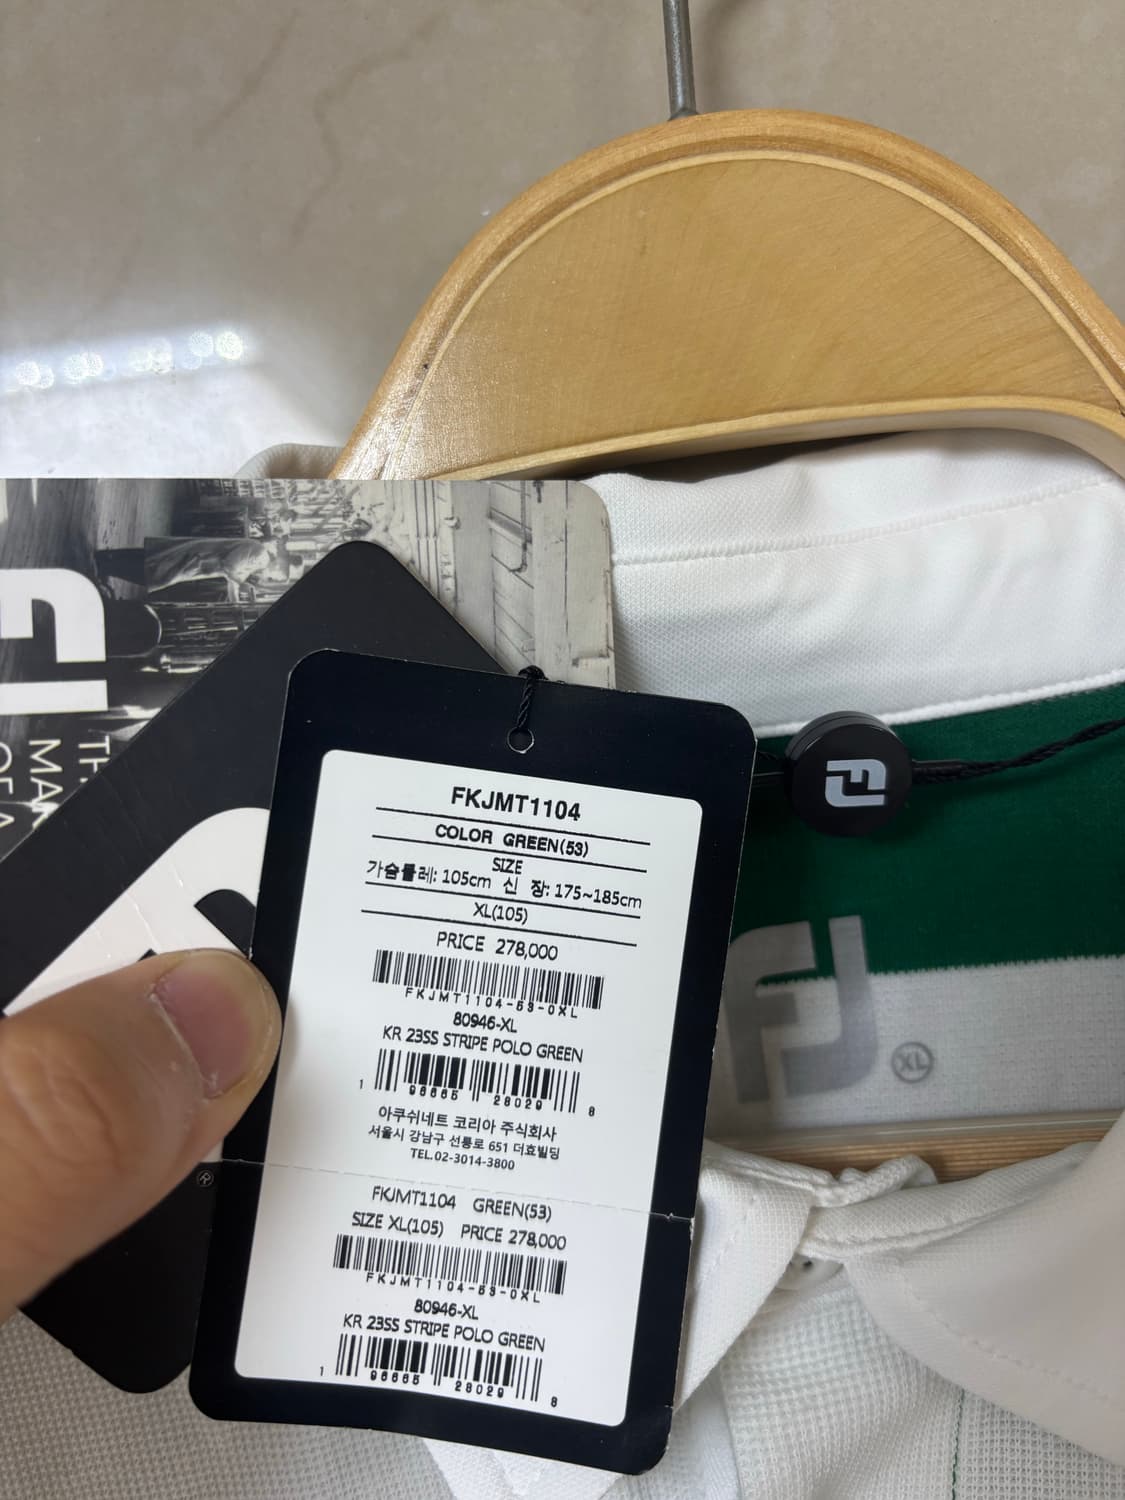 FJ
TH
MA
OF A
FKJMT1104
COLOR GREEN(53)
SIZE
가슴둘레: 105cm 신 장: 175~185cm
XL(105)
PRICE 278,000
FKJMT1104-53-0XL
80946-XL
KR 23SS STRIPE POLO GREEN
1 96665 28029 8
아쿠쉬네트 코리아 주식회사
서울시 강남구 선릉로 651 더효빌딩
TEL.02-3014-3800
FKJMT1104 GREEN(53)
SIZE XL(105) PRICE 278,000
FKJMT1104-53-0XL
80946-XL
KR 23SS STRIPE POLO GREEN
1 96665 28029 8
®
FJ
FJ
XL